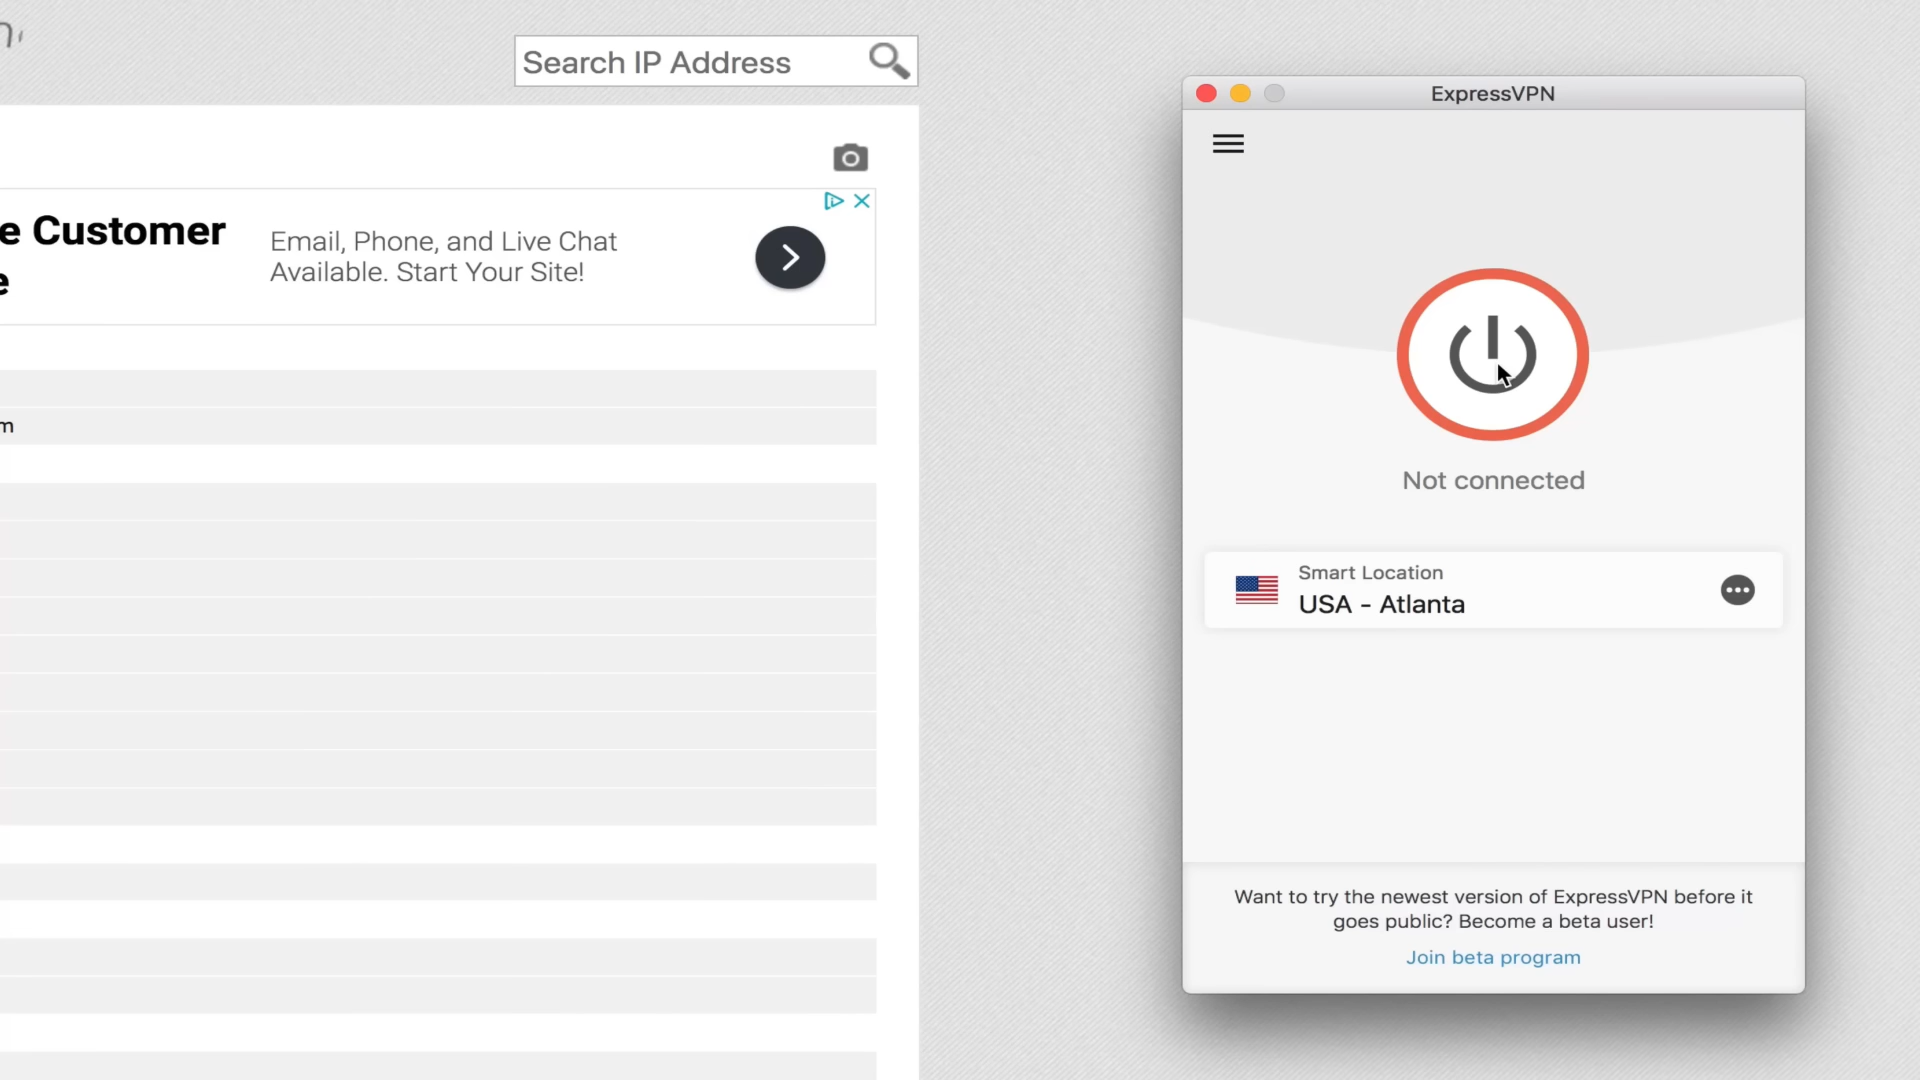 Search IP Address
e Customer
e
Email, Phone, and Live Chat
Available. Start Your Site!
m
ExpressVPN
Not connected
Smart Location
USA - Atlanta
Want to try the newest version of ExpressVPN before it
goes public? Become a beta user!
Join beta program